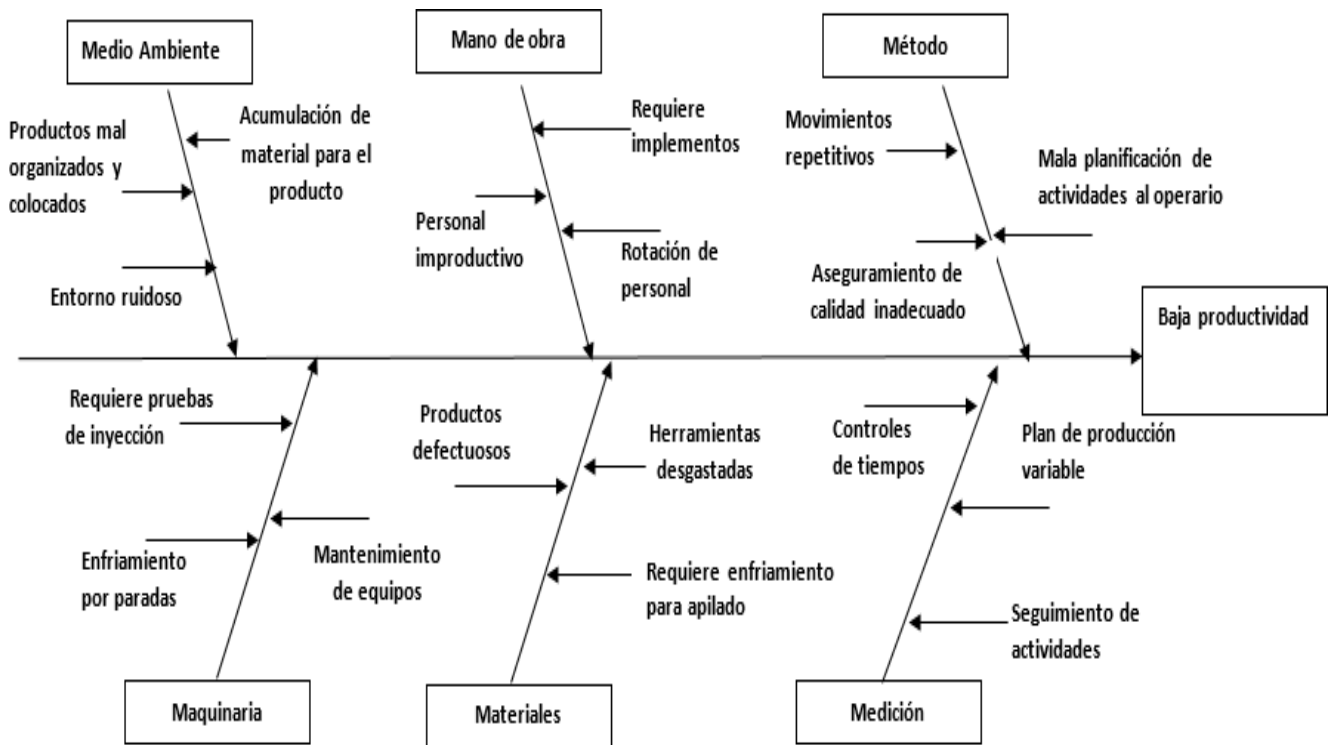 Medio Ambiente
Mano de obra
Método
Productos mal
organizados y
colocados
Acumulación de
material para el
producto
Entorno ruidoso
Requiere
implementos
Personal
improductivo
Rotación de
personal
Movimientos
repetitivos
Mala planificación de
actividades al operario
Aseguramiento de
calidad inadecuado
Baja productividad
Requiere pruebas
de inyección
Enfriamiento
por paradas
Mantenimiento
de equipos
Productos
defectuosos
Herramientas
desgastadas
Requiere enfriamiento
para apilado
Controles
de tiempos
Plan de producción
variable
Seguimiento de
actividades
Maquinaria
Materiales
Medición